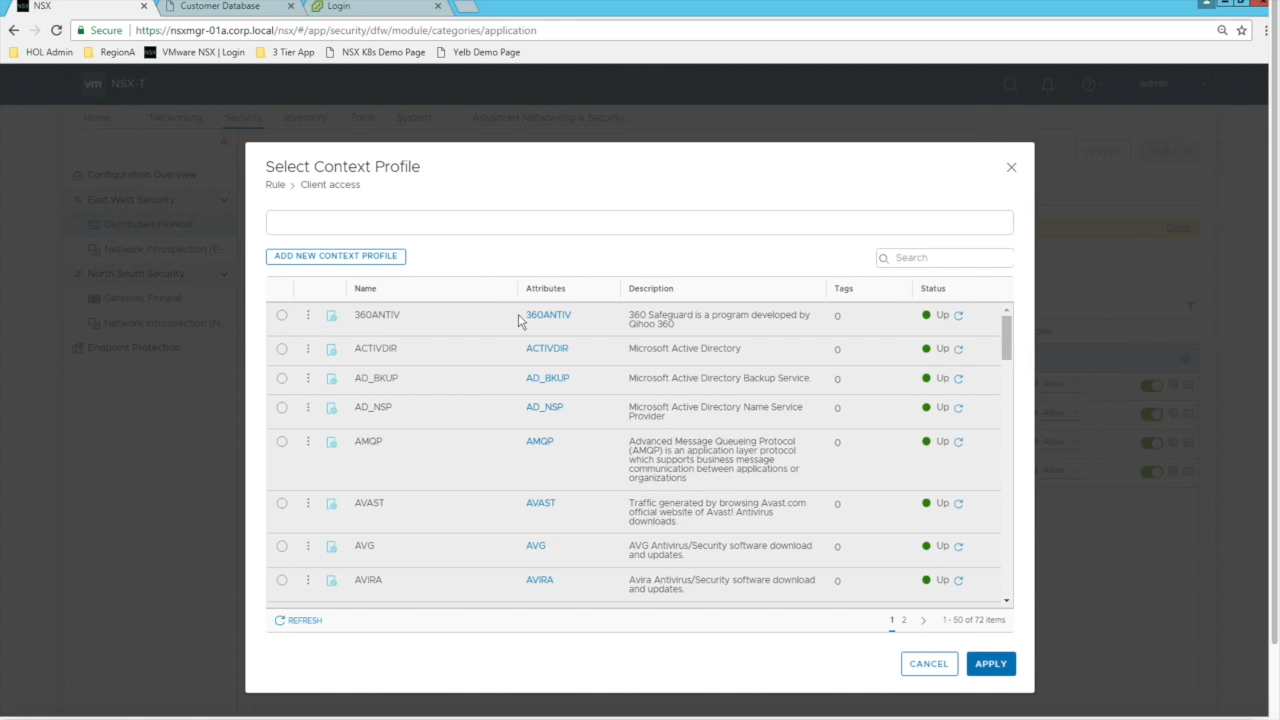 NSX
Customer Database
Login
Secure
https://nsxmgr-01a.corp.local/nsx/#/app/security/dfw/module/categories/application
HOL Admin
RegionA
VMware NSX | Login
3 Tier App
NSX K8s Demo Page
Yelb Demo Page
vm NSX-T
admin
Home
Networking
Security
Inventory
Tools
System
Advanced Networking & Security
Configuration Overview
East West Security
Distributed Firewall
Network Introspection (E-...
North South Security
Gateway Firewall
Network Introspection (N...
Endpoint Protection
REVERT
PUBLISH
Select Context Profile
Rule > Client access
ADD NEW CONTEXT PROFILE
Search
Name Attributes Description Tags Status
360ANTIV 360ANTIV 360 Safeguard is a program developed by 0 Up
Qihoo 360
ACTIVDIR ACTIVDIR Microsoft Active Directory 0 Up
AD_BKUP AD_BKUP Microsoft Active Directory Backup Service. 0 Up
AD_NSP AD_NSP Microsoft Active Directory Name Service 0 Up
Provider
AMQP AMQP Advanced Message Queueing Protocol 0 Up
(AMQP) is an application layer protocol
which supports business message
communication between applications or
organizations
AVAST AVAST Traffic generated by browsing Avast.com 0 Up
official website of Avast! Antivirus
downloads.
AVG AVG AVG Antivirus/Security software download 0 Up
and updates.
AVIRA AVIRA Avira Antivirus/Security software download 0 Up
and updates.
REFRESH
1 2 > 1 - 50 of 72 items
CANCEL
APPLY
Allow
Allow
Allow
Allow